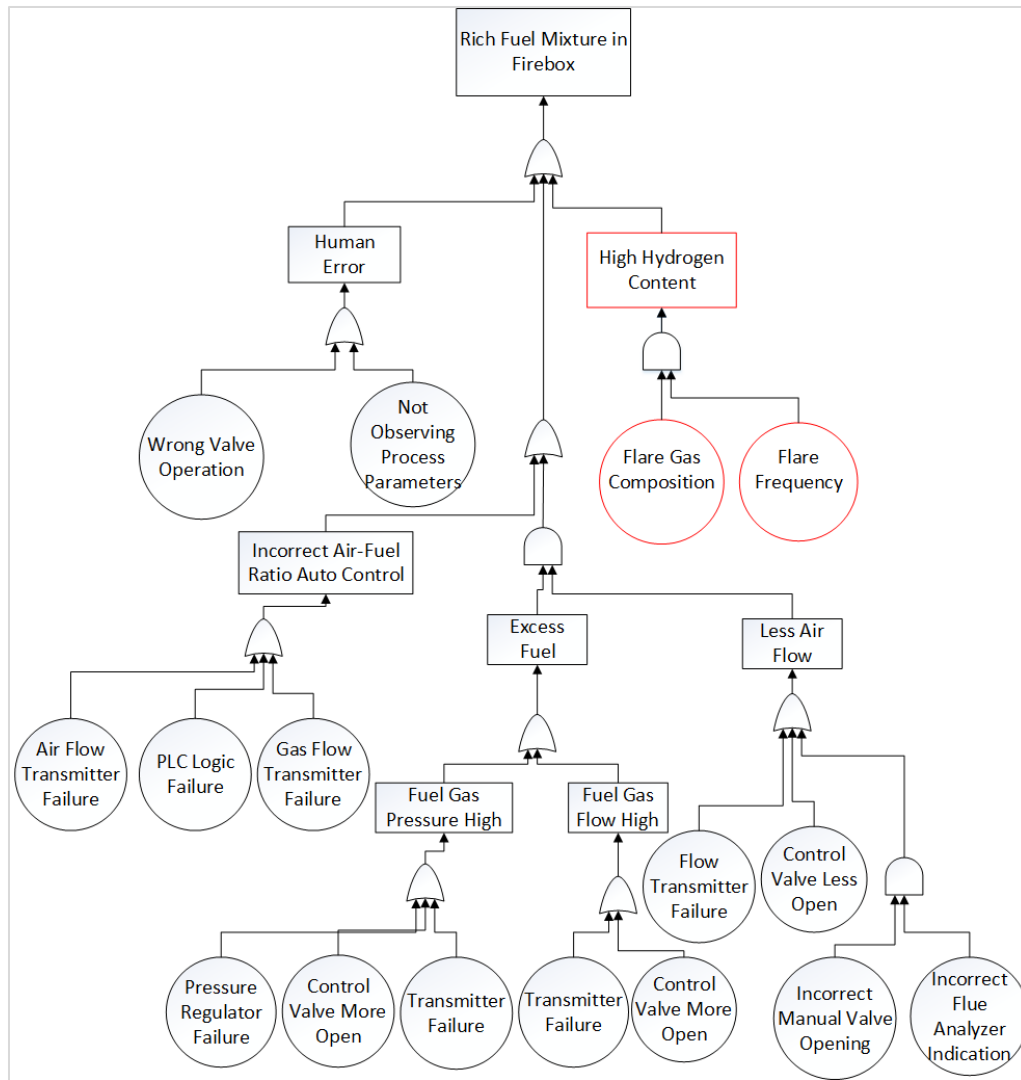 Rich Fuel Mixture in
Firebox
Human
Error
High Hydrogen
Content
Wrong Valve
Operation
Not
Observing
Process
Parameters
Flare Gas
Composition
Flare
Frequency
Incorrect Air-Fuel
Ratio Auto Control
Excess
Fuel
Less Air
Flow
Air Flow
Transmitter
Failure
PLC Logic
Failure
Gas Flow
Transmitter
Failure
Fuel Gas
Pressure High
Fuel Gas
Flow High
Flow
Transmitter
Failure
Control
Valve Less
Open
Pressure
Regulator
Failure
Control
Valve More
Open
Transmitter
Failure
Transmitter
Failure
Control
Valve More
Open
Incorrect
Manual Valve
Opening
Incorrect
Flue
Analyzer
Indication